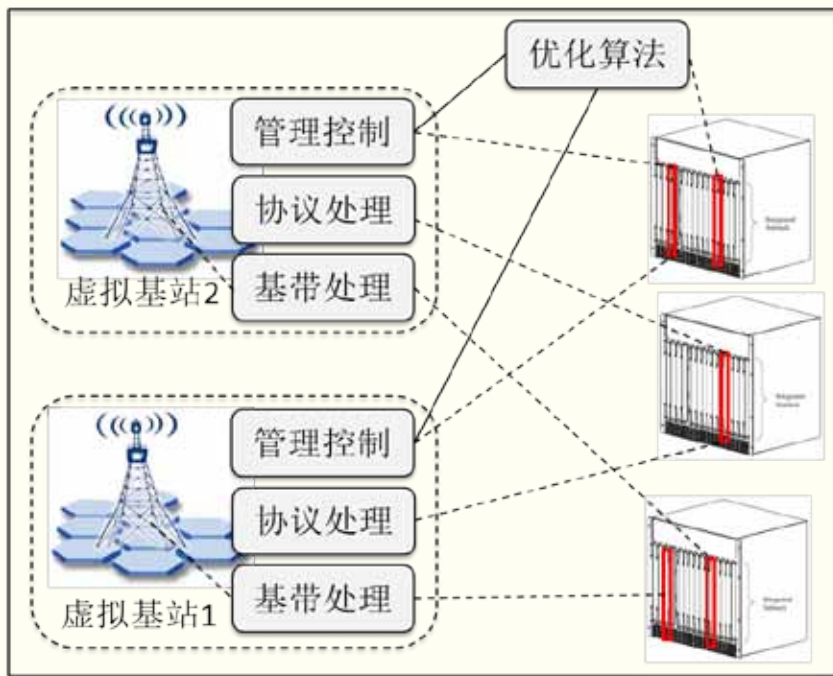 优化算法
管理控制
协议处理
基带处理
虚拟基站2
管理控制
协议处理
基带处理
虚拟基站1